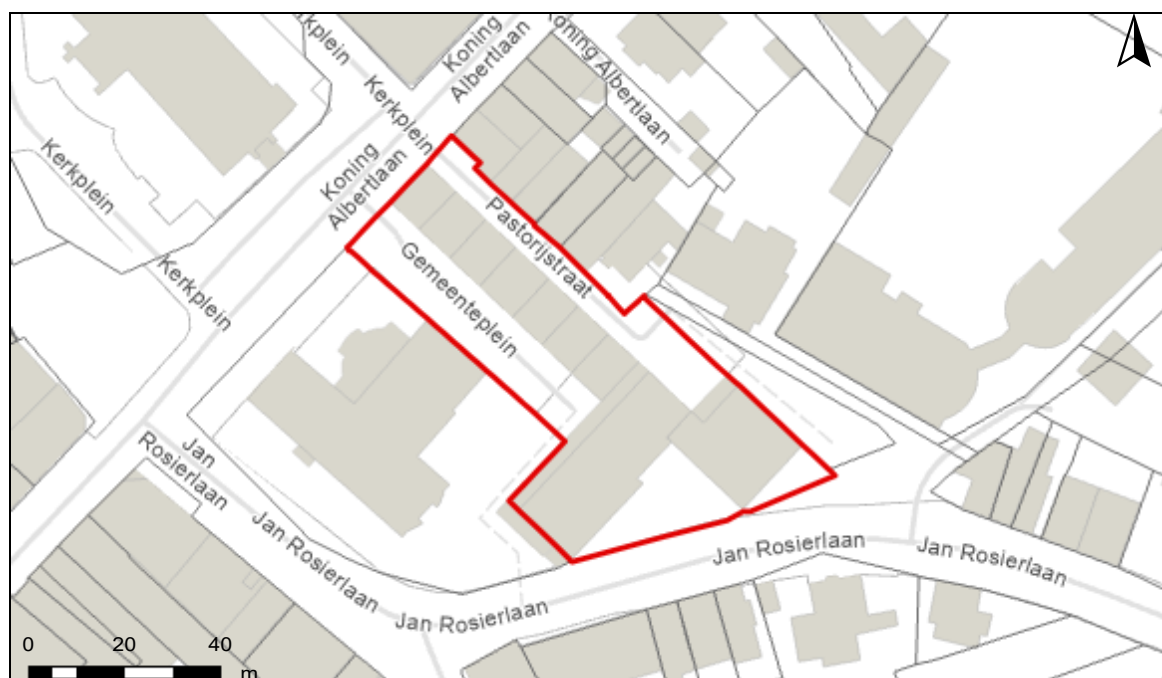 Kerkplein
Koning
Albertlaan
Koning Albertlaan
Kerkplein
Kerkplein
Koning
Albertlaan
Pastorijstraat
Gemeenteplein
Kerkplein
Jan
Rosierlaan
Jan Rosierlaan
Jan Rosierlaan
Jan Rosierlaan
Jan Rosierlaan
0 20 40
m